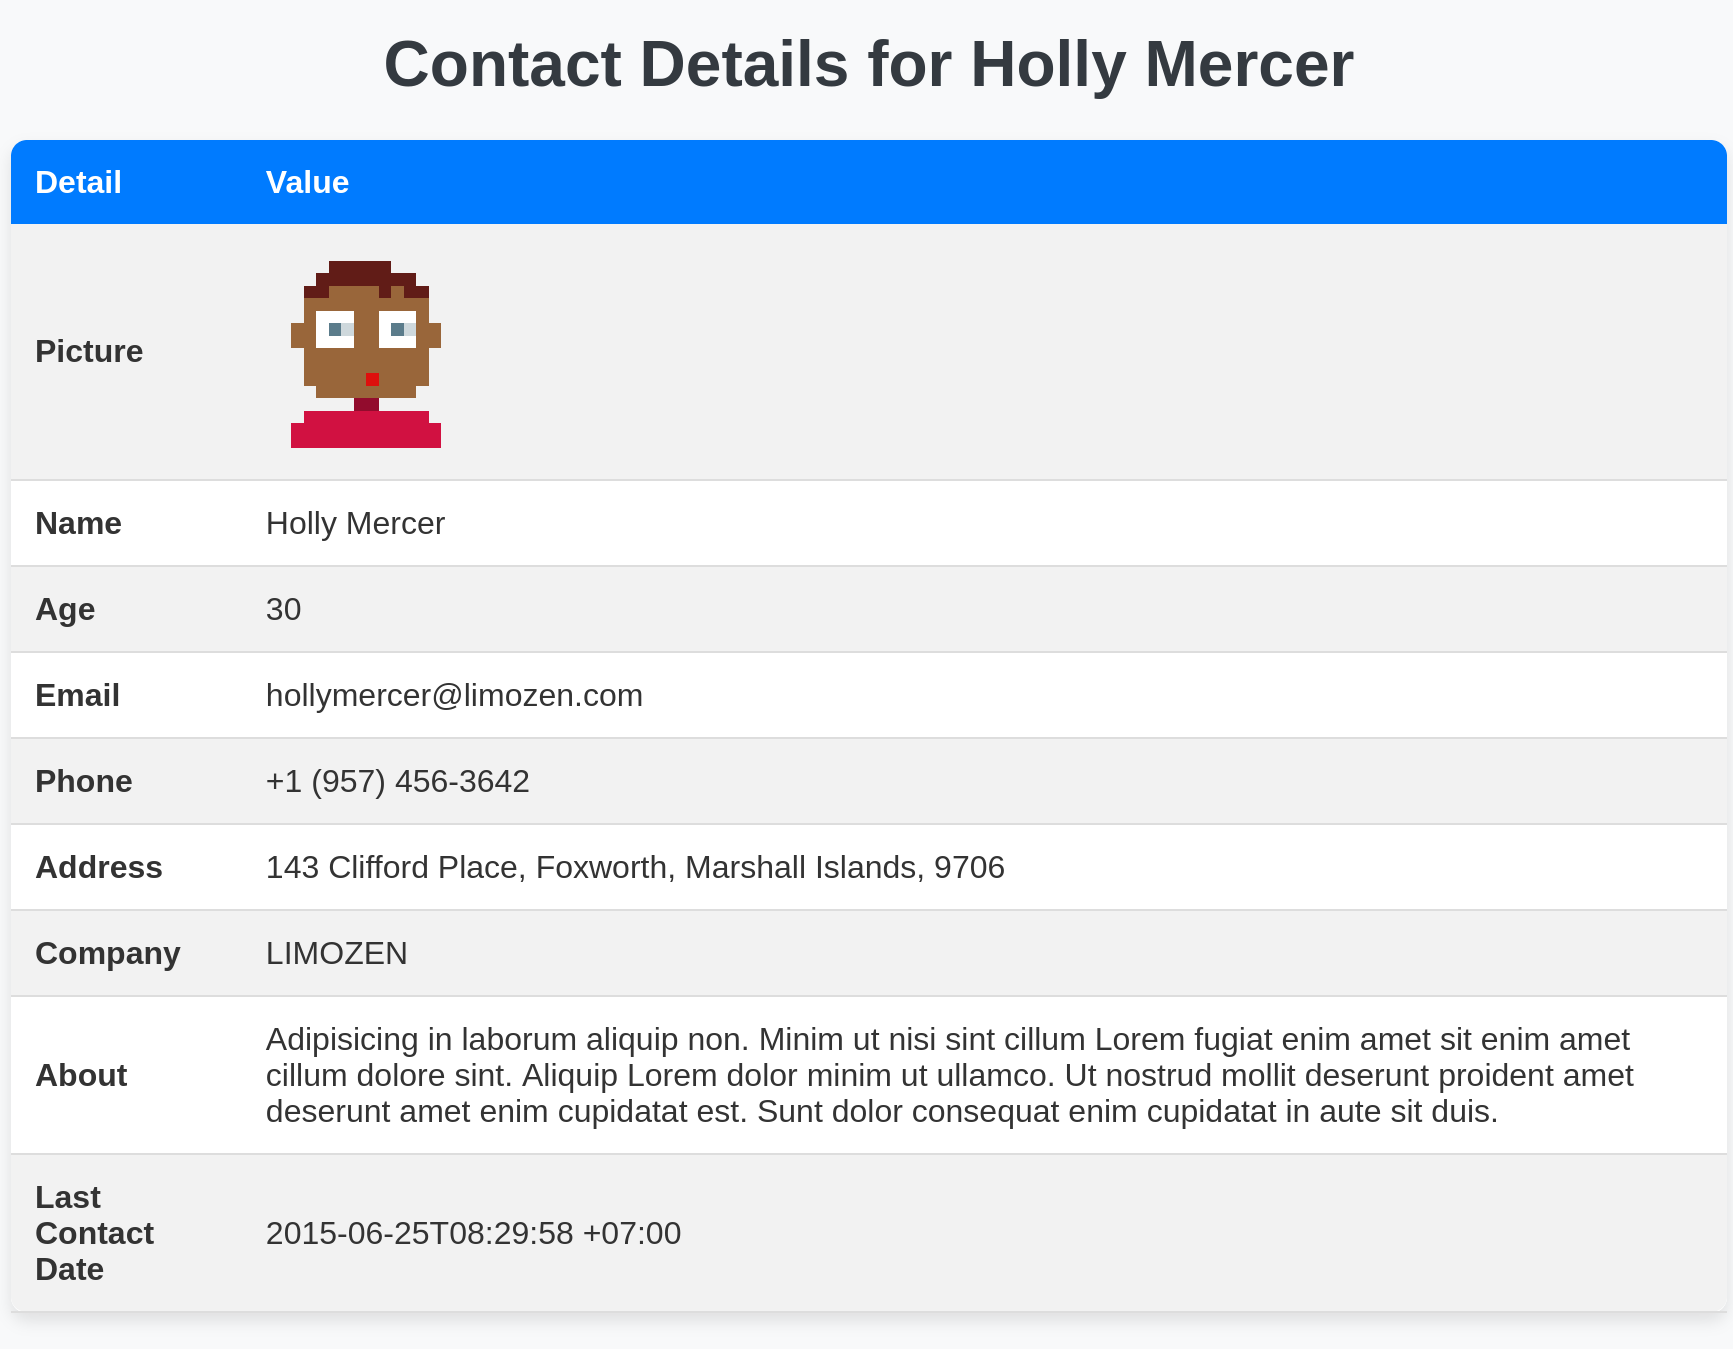 Contact Details for Holly Mercer
Detail Value
Picture
Name Holly Mercer
Age 30
Email hollymercer@limozen.com
Phone +1 (957) 456-3642
Address 143 Clifford Place, Foxworth, Marshall Islands, 9706
Company LIMOZEN
About
Adipisicing in laborum aliquip non. Minim ut nisi sint cillum Lorem fugiat enim amet sit enim amet
cillum dolore sint. Aliquip Lorem dolor minim ut ullamco. Ut nostrud mollit deserunt proident amet
deserunt amet enim cupidatat est. Sunt dolor consequat enim cupidatat in aute sit duis.
Last
Contact
Date
2015-06-25T08:29:58 +07:00